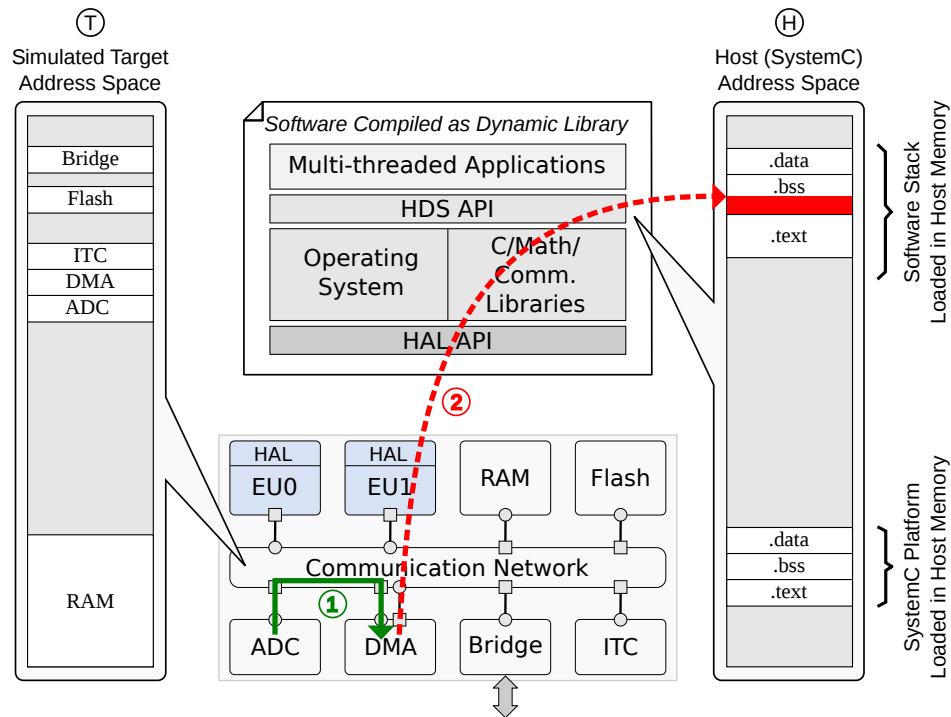 T
Simulated Target
Address Space
Bridge
Flash
ITC
DMA
ADC
RAM
Software Compiled as Dynamic Library
Multi-threaded Applications
HDS API
Operating
System
C/Math/
Comm.
Libraries
HAL API
2
HAL
EU0
HAL
EU1
RAM
Flash
Communication Network
1
ADC
DMA
Bridge
ITC
H
Host (SystemC)
Address Space
.data
.bss
.text
.data
.bss
.text
Software Stack
Loaded in Host Memory
SystemC Platform
Loaded in Host Memory